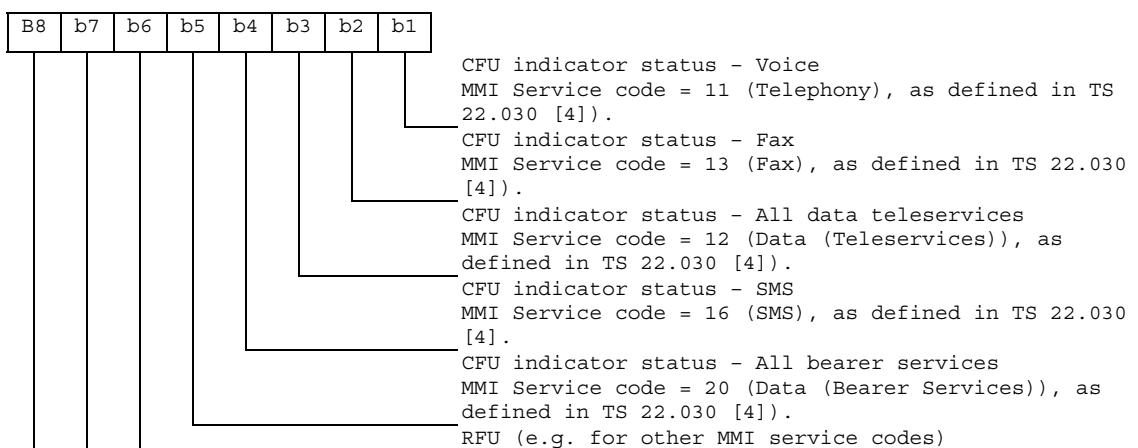 B8 b7 b6 b5 b4 b3 b2 b1
CFU indicator status – Voice
MMI Service code = 11 (Telephony), as defined in TS
22.030 [4]).
CFU indicator status – Fax
MMI Service code = 13 (Fax), as defined in TS 22.030
[4]).
CFU indicator status – All data teleservices
MMI Service code = 12 (Data (Teleservices)), as
defined in TS 22.030 [4]).
CFU indicator status – SMS
MMI Service code = 16 (SMS), as defined in TS 22.030
[4].
CFU indicator status – All bearer services
MMI Service code = 20 (Data (Bearer Services)), as
defined in TS 22.030 [4]).
RFU (e.g. for other MMI service codes)